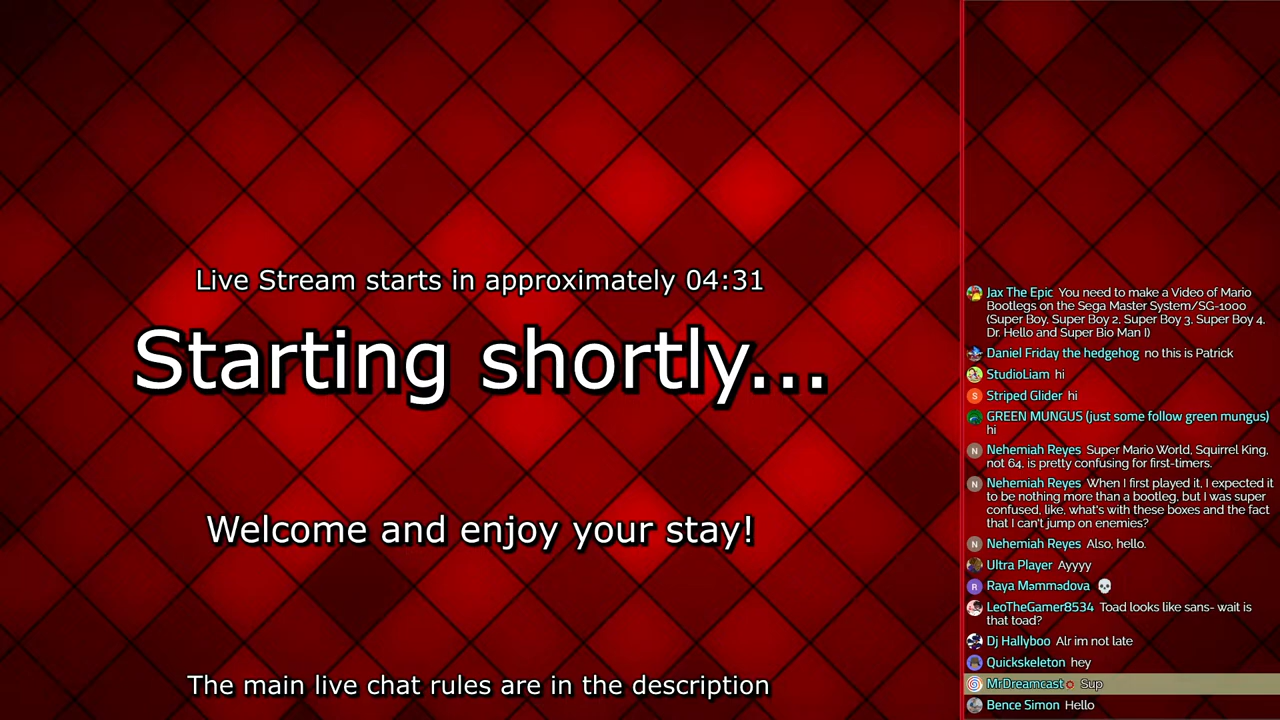 Live Stream starts in approximately 04:31
Starting shortly...
Welcome and enjoy your stay!
The main live chat rules are in the description
Jax The Epic You need to make a Video of Mario
Bootlegs on the Sega Master System/SG-1000
(Super Boy, Super Boy 2, Super Boy 3, Super Boy 4,
Dr. Hello and Super Bio Man I)
Daniel Friday the hedgehog no this is Patrick
StudioLiam hi
S Striped Glider hi
GREEN MUNGUS (just some follow green mungus)
hi
N Nehemiah Reyes Super Mario World, Squirrel King,
not 64, is pretty confusing for first-timers.
N Nehemiah Reyes When I first played it, I expected it
to be nothing more than a bootleg, but I was super
confused, like, what's with these boxes and the fact
that I can't jump on enemies?
N Nehemiah Reyes Also, hello.
Ultra Player Ayyyy
R Raya Məmmədova 💀
LeoTheGamer8534 Toad looks like sans- wait is
that toad?
Dj Hallyboo Alr im not late
Quickskeleton hey
MrDreamcast Sup
Bence Simon Hello